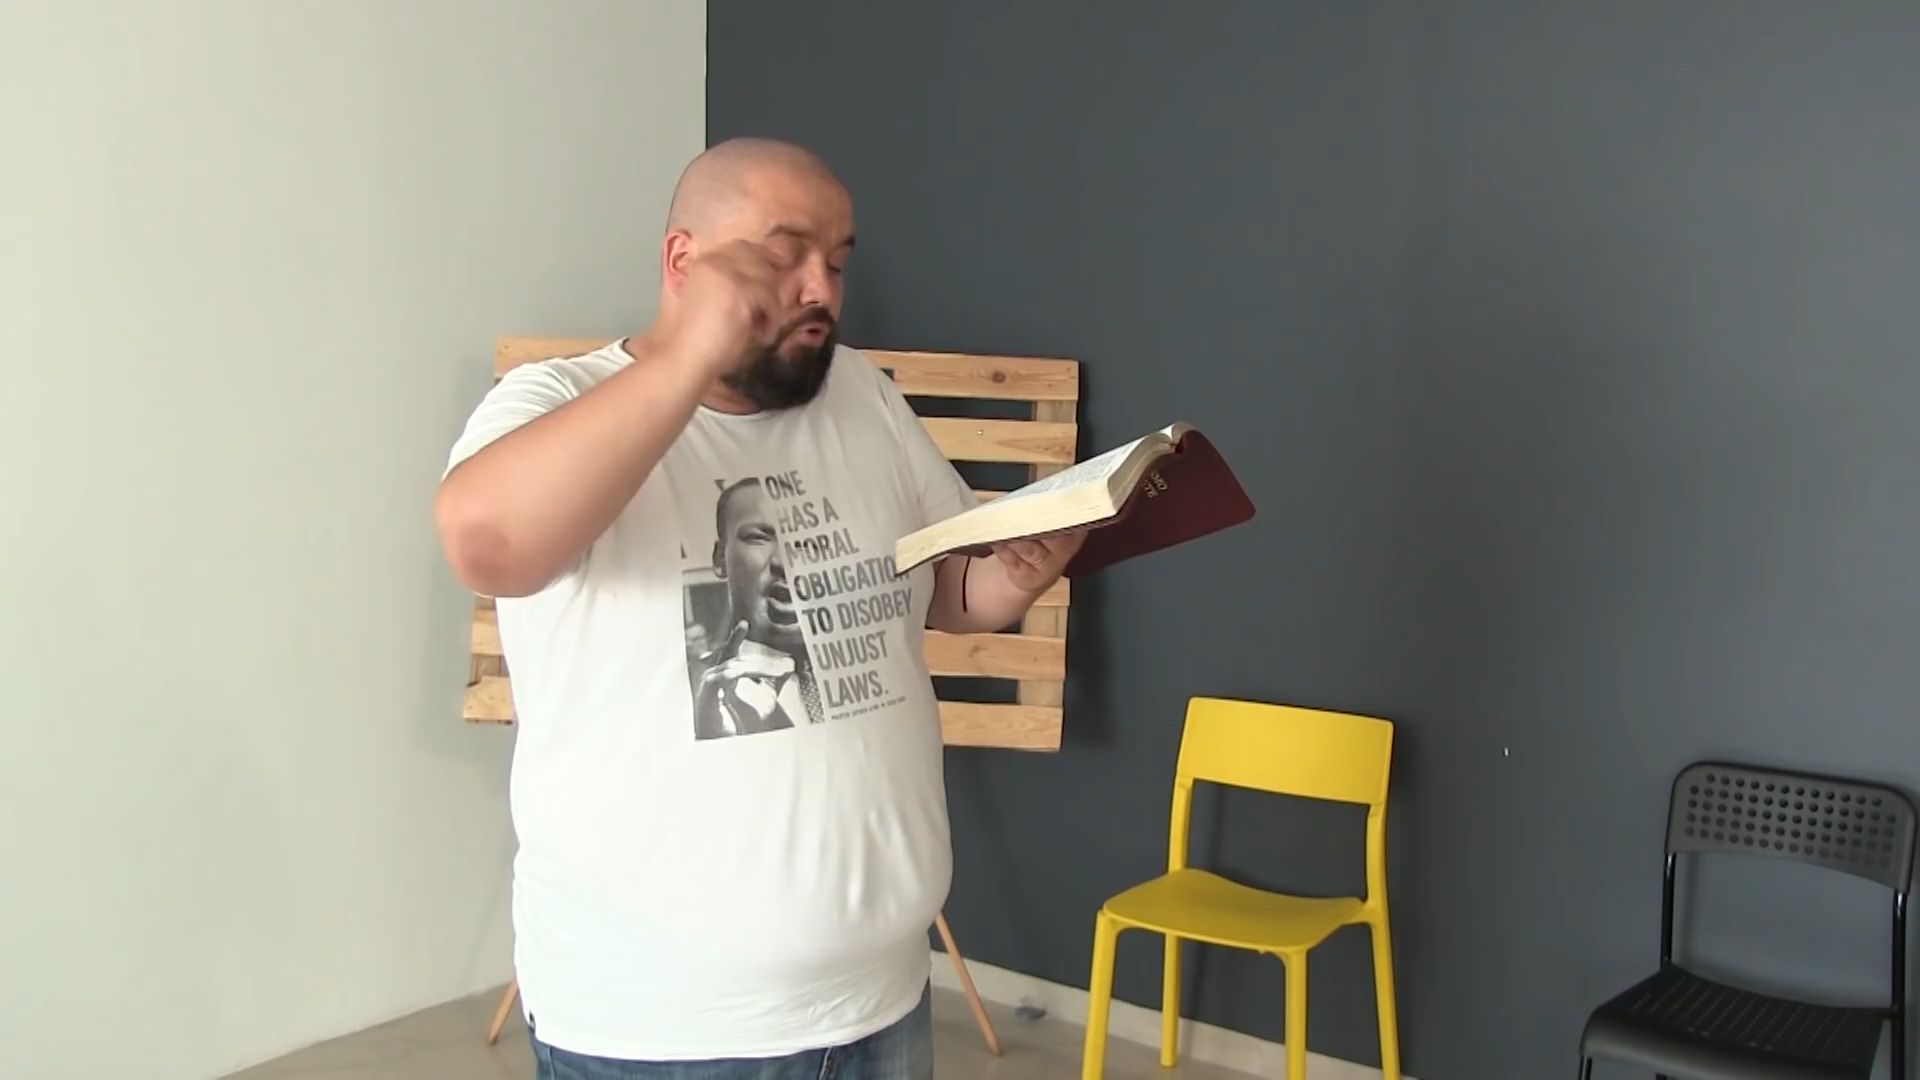 ONE
HAS A
MORAL
OBLIGATION
TO DISOBEY
UNJUST
LAWS.